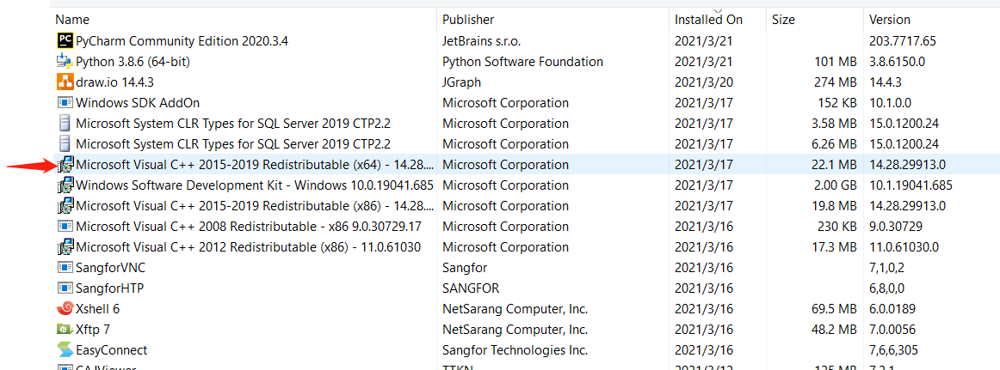 Name Publisher Installed On Size Version
PyCharm Community Edition 2020.3.4 JetBrains s.r.o. 2021/3/21 203.7717.65
Python 3.8.6 (64-bit) Python Software Foundation 2021/3/21 101 MB 3.8.6150.0
draw.io 14.4.3 JGraph 2021/3/20 274 MB 14.4.3
Windows SDK AddOn Microsoft Corporation 2021/3/17 152 KB 10.1.0.0
Microsoft System CLR Types for SQL Server 2019 CTP2.2 Microsoft Corporation 2021/3/17 3.58 MB 15.0.1200.24
Microsoft System CLR Types for SQL Server 2019 CTP2.2 Microsoft Corporation 2021/3/17 6.26 MB 15.0.1200.24
Microsoft Visual C++ 2015-2019 Redistributable (x64) - 14.28.... Microsoft Corporation 2021/3/17 22.1 MB 14.28.29913.0
Windows Software Development Kit - Windows 10.0.19041.685 Microsoft Corporation 2021/3/17 2.00 GB 10.1.19041.685
Microsoft Visual C++ 2015-2019 Redistributable (x86) - 14.28.... Microsoft Corporation 2021/3/17 19.8 MB 14.28.29913.0
Microsoft Visual C++ 2008 Redistributable - x86 9.0.30729.17 Microsoft Corporation 2021/3/16 230 KB 9.0.30729
Microsoft Visual C++ 2012 Redistributable (x86) - 11.0.61030 Microsoft Corporation 2021/3/16 17.3 MB 11.0.61030.0
SangforVNC Sangfor 2021/3/16 7,1,0,2
SangforHTP SANGFOR 2021/3/16 6,8,0,0
Xshell 6 NetSarang Computer, Inc. 2021/3/16 69.5 MB 6.0.0189
Xftp 7 NetSarang Computer, Inc. 2021/3/16 48.2 MB 7.0.0056
EasyConnect Sangfor Technologies Inc. 2021/3/16 7,6,6,305
CAJViewer TTKN 2021/3/12 125 MB 7.2.1